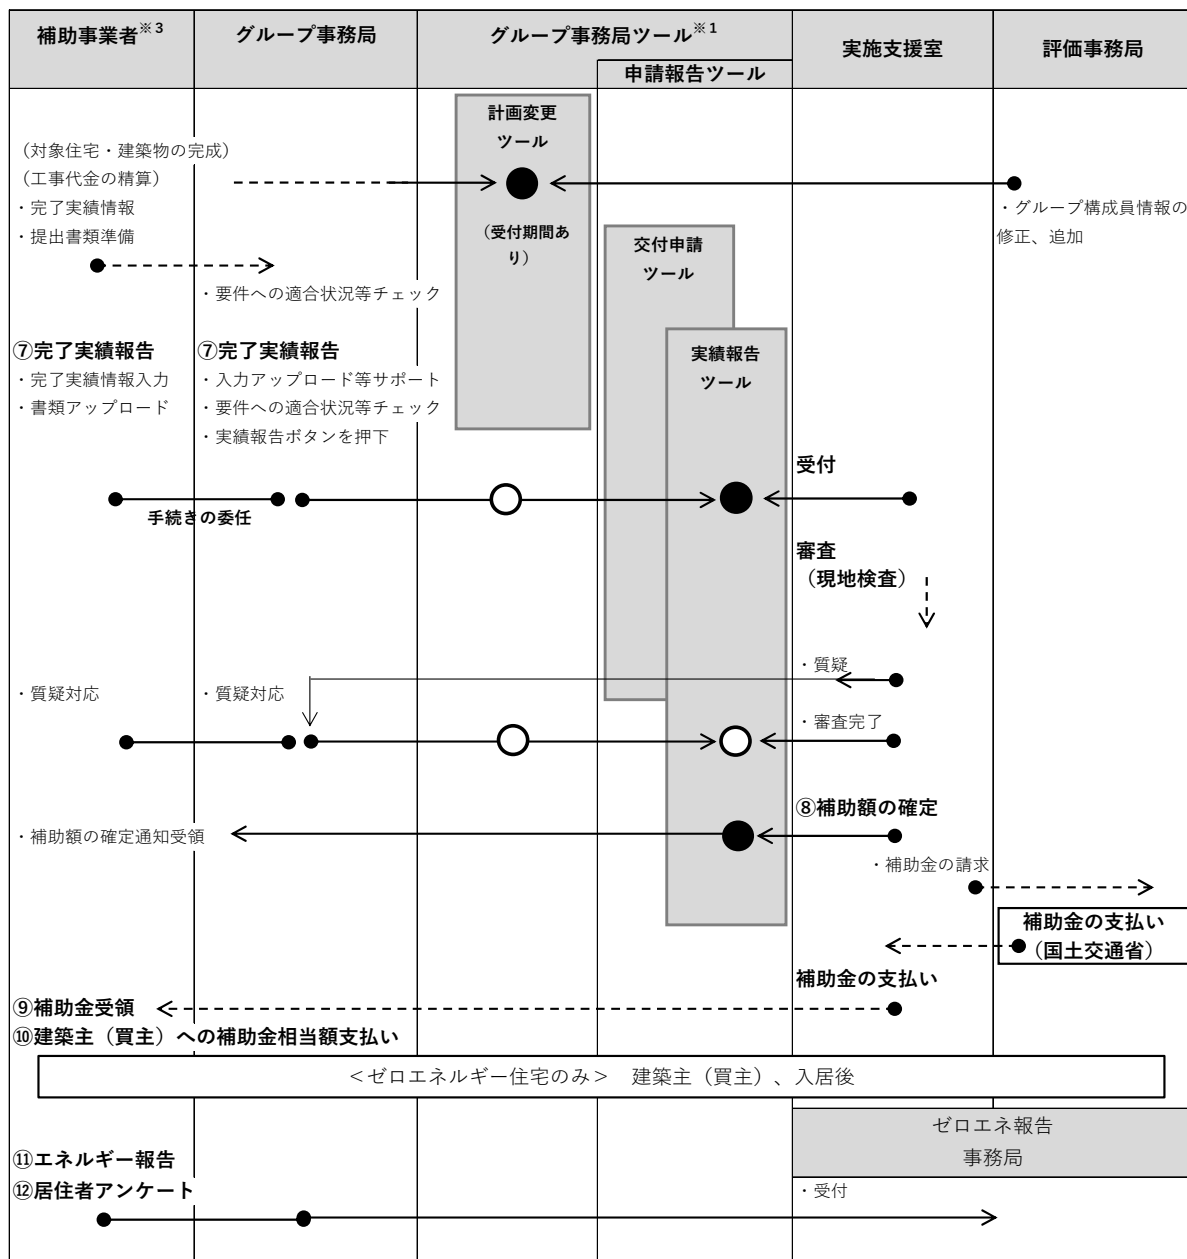 補助事業者※3
グループ事務局
グループ事務局ツール※1
申請報告ツール
実施支援室
評価事務局
計画変更
ツール
（受付期間あ
り）
（対象住宅・建築物の完成）
（工事代金の精算）
・完了実績情報
・提出書類準備
・グループ構成員情報の
修正、追加
交付申請
ツール
・要件への適合状況等チェック
⑦完了実績報告
・完了実績情報入力
・書類アップロード
⑦完了実績報告
・入力アップロード等サポート
・要件への適合状況等チェック
・実績報告ボタンを押下
実績報告
ツール
受付
手続きの委任
審査
（現地検査）
・質疑
・質疑対応
・質疑対応
・審査完了
⑧補助額の確定
・補助額の確定通知受領
・補助金の請求
補助金の支払い
（国土交通省）
補助金の支払い
⑨補助金受領
⑩建築主（買主）への補助金相当額支払い
＜ゼロエネルギー住宅のみ＞　建築主（買主）、入居後
ゼロエネ報告
事務局
⑪エネルギー報告
⑫居住者アンケート
・受付